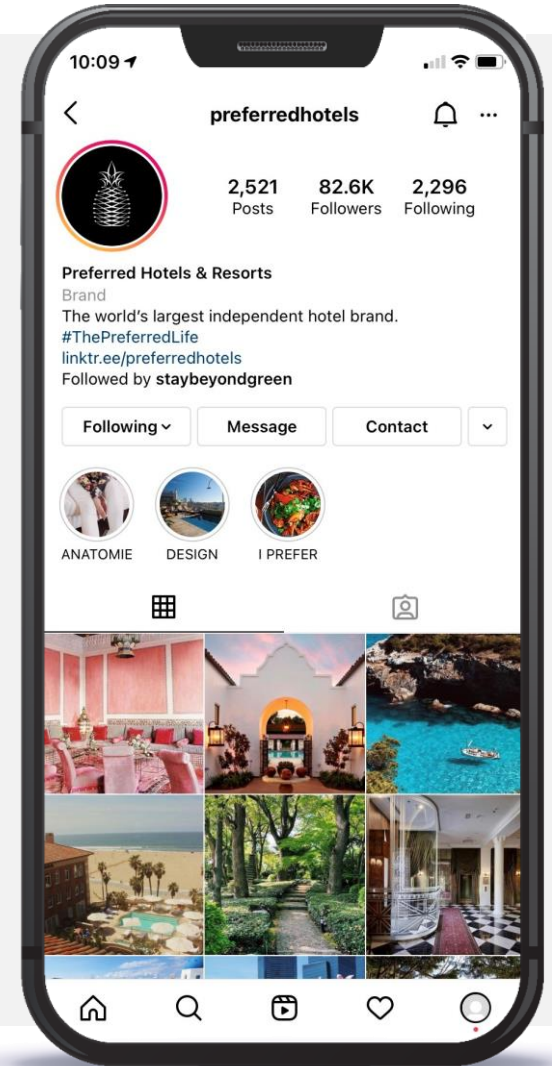 10:09
preferredhotels
2,521 82.6K 2,296
Posts Followers Following
Preferred Hotels & Resorts
Brand
The world's largest independent hotel brand.
#ThePreferredLife
linktr.ee/preferredhotels
Followed by staybeyondgreen
Following Message Contact
ANATOMIE DESIGN I PREFER